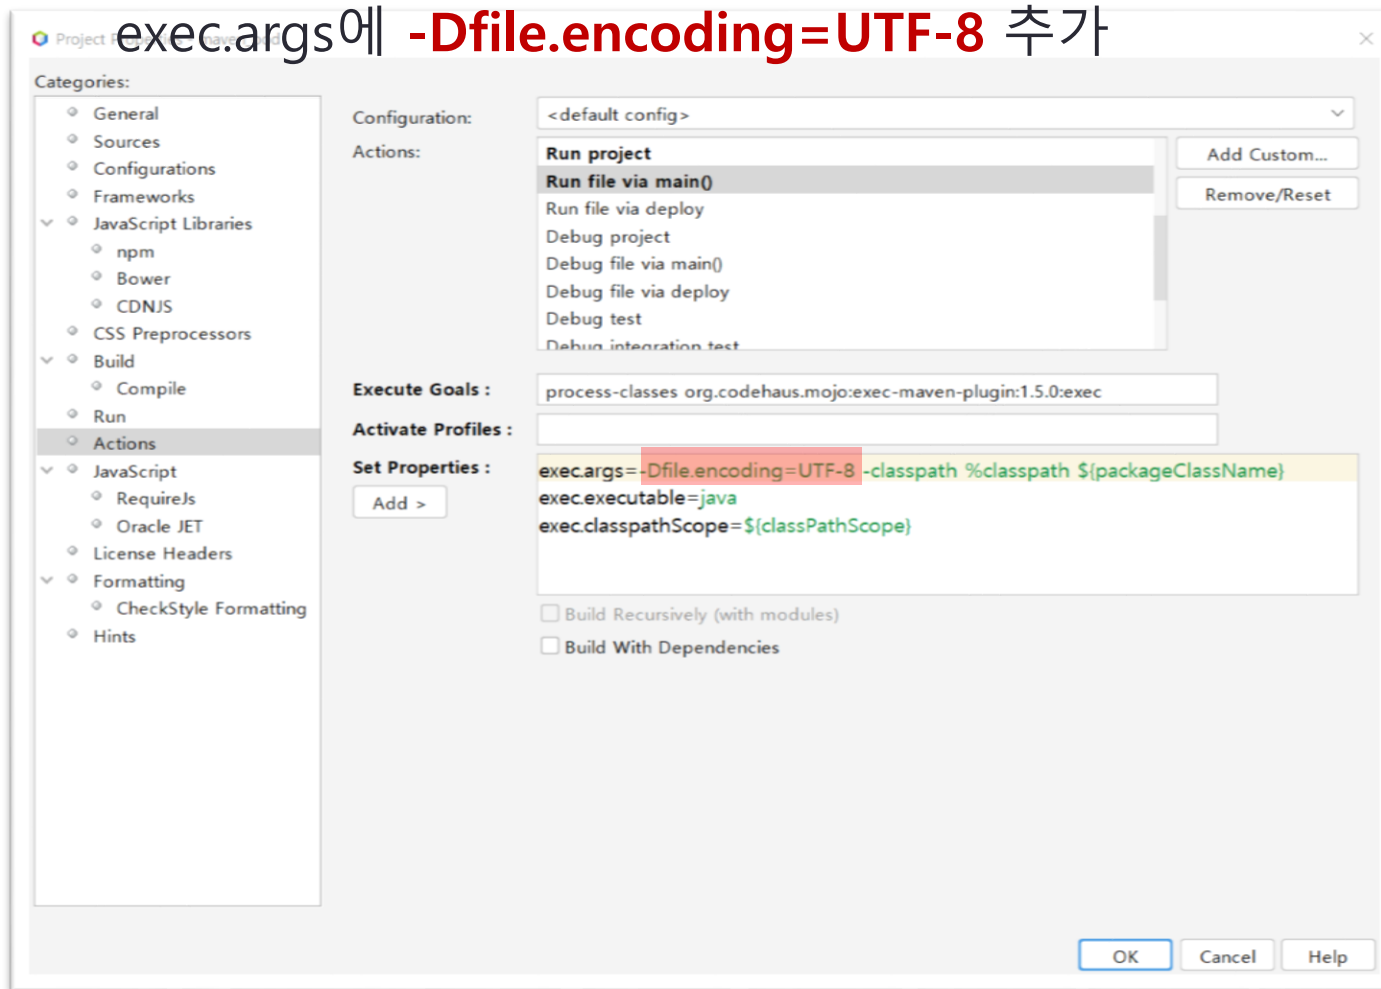 exec.args에 -Dfile.encoding=UTF-8 추가
Project
Categories:
General
Sources
Configurations
Frameworks
JavaScript Libraries
npm
Bower
CDNJS
CSS Preprocessors
Build
Compile
Run
Actions
JavaScript
RequireJs
Oracle JET
License Headers
Formatting
CheckStyle Formatting
Hints
Configuration:
<default config>
Actions:
Run project
Run file via main()
Run file via deploy
Debug project
Debug file via main()
Debug file via deploy
Debug test
Debug integration test
Add Custom...
Remove/Reset
Execute Goals :
process-classes org.codehaus.mojo:exec-maven-plugin:1.5.0:exec
Activate Profiles :
Set Properties :
Add >
exec.args=-Dfile.encoding=UTF-8 -classpath %classpath ${packageClassName}
exec.executable=java
exec.classpathScope=${classPathScope}
Build Recursively (with modules)
Build With Dependencies
OK
Cancel
Help